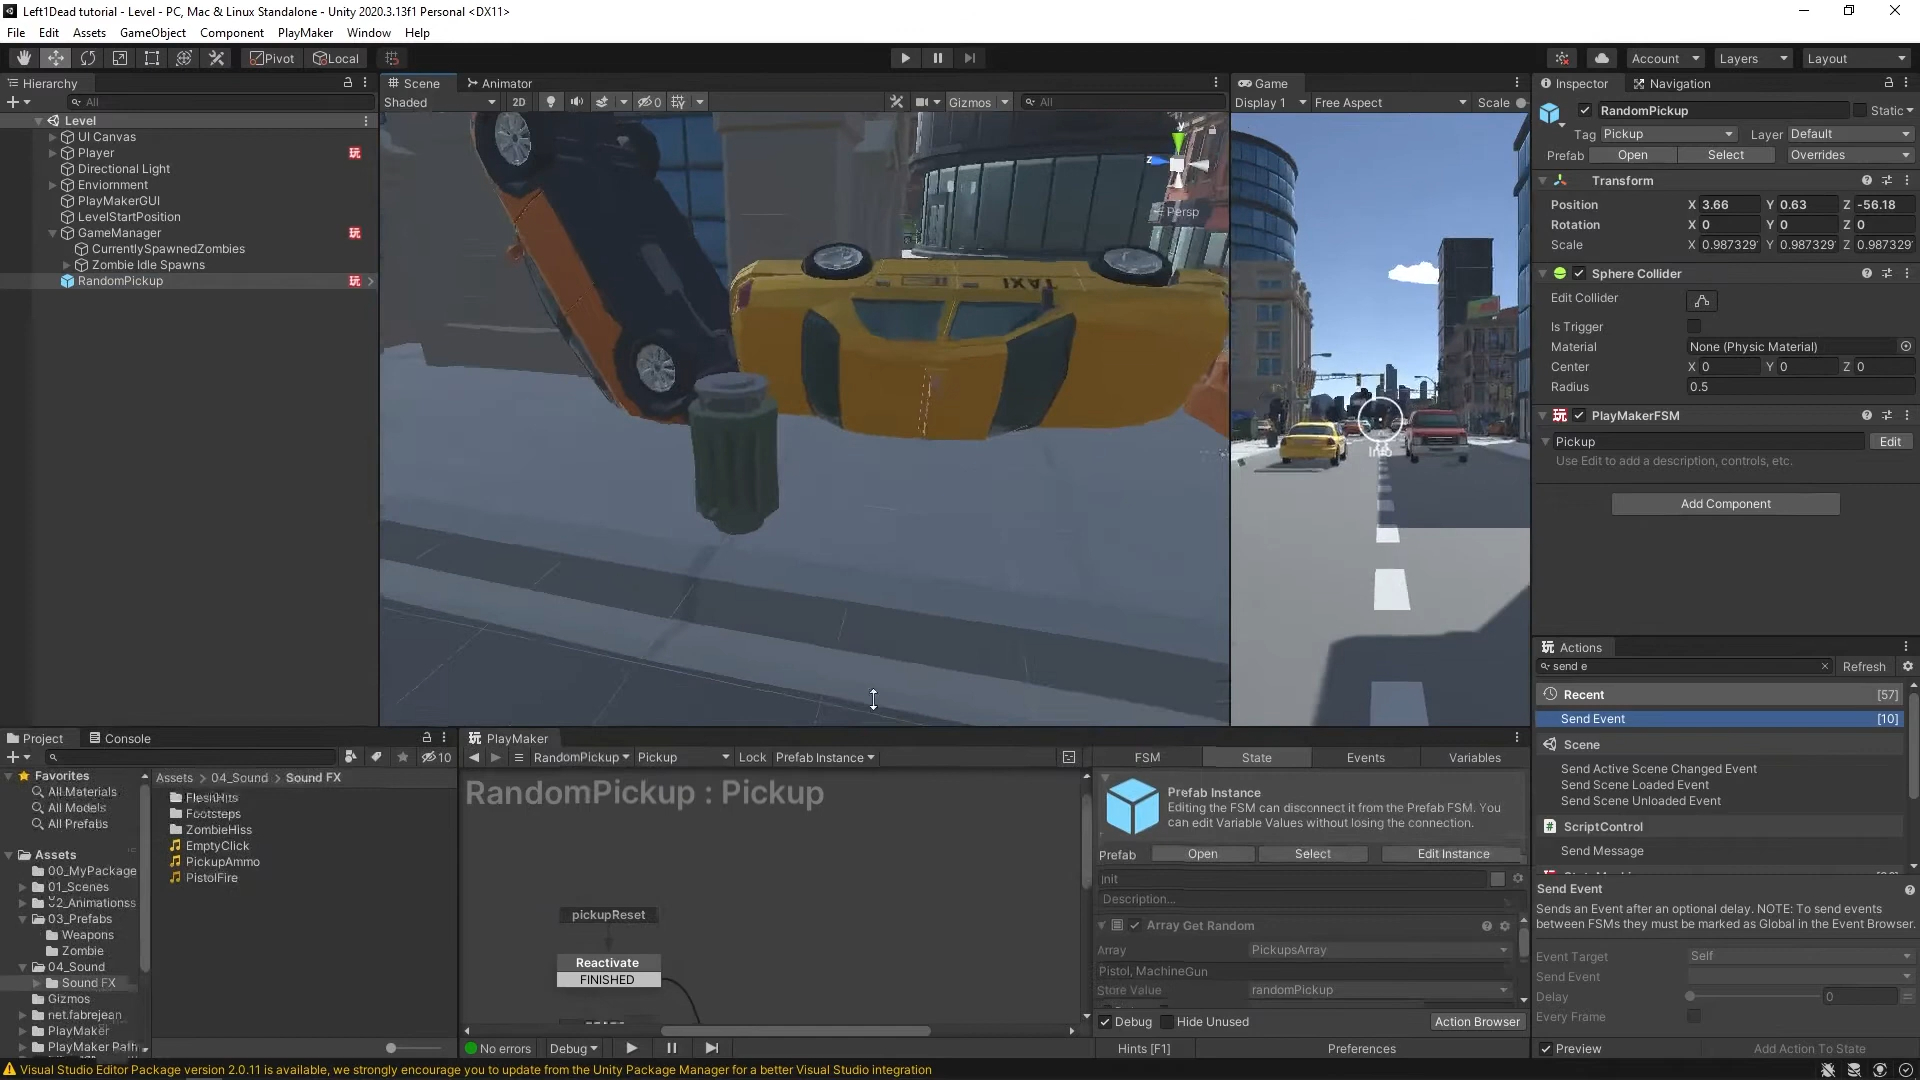 Left1Dead tutorial - Level - PC, Mac & Linux Standalone - Unity 2020.3.13f1 Personal <DX11>
File Edit Assets GameObject Component PlayMaker Window Help
Pivot Local Account Layers Layout
Hierarchy
All
Level
UI Canvas
Player
Directional Light
Enviornment
PlayMakerGUI
LevelStartPosition
GameManager
CurrentlySpawnedZombies
Zombie Idle Spawns
RandomPickup
Scene Animator
Shaded 2D 0 Gizmos All
y
z
Persp
TAXI
Game
Display 1 Free Aspect Scale
Info
Inspector Navigation
RandomPickup Static
Tag Pickup Layer Default
Prefab Open Select Overrides
Transform
Position X 3.66 Y 0.63 Z -56.18
Rotation X 0 Y 0 Z 0
Scale X 0.987329 Y 0.987329 Z 0.987329
Sphere Collider
Edit Collider
Is Trigger
Material None (Physic Material)
Center X 0 Y 0 Z 0
Radius 0.5
PlayMakerFSM
Pickup Edit
Use Edit to add a description, controls, etc.
Add Component
Actions
send e Refresh
Recent [57]
Send Event [10]
Scene
Send Active Scene Changed Event
Send Scene Loaded Event
Send Scene Unloaded Event
ScriptControl
Send Message
Send Event
Sends an Event after an optional delay. NOTE: To send events
between FSMs they must be marked as Global in the Event Browser.
Event Target Self
Send Event
Delay 0
Every Frame
Preview Add Action To State
Project Console
10
Favorites
All Materials
All Models
All Prefabs
Assets
00_MyPackage
01_Scenes
02_Animationss
03_Prefabs
Weapons
Zombie
04_Sound
Sound FX
Gizmos
net.fabrejean
PlayMaker
PlayMaker Path
Assets > 04_Sound > Sound FX
FleshHits
Footsteps
ZombieHiss
EmptyClick
PickupAmmo
PistolFire
PlayMaker
RandomPickup Pickup Lock Prefab Instance
RandomPickup : Pickup
pickupReset
Reactivate
FINISHED
No errors Debug
FSM State Events Variables
Prefab Instance
Editing the FSM can disconnect it from the Prefab FSM. You
can edit Variable Values without losing the connection.
Prefab Open Select Edit Instance
init
Description...
Array Get Random
Array PickupsArray
Pistol, MachineGun
Store Value randomPickup
Debug Hide Unused Action Browser
Hints [F1] Preferences
Visual Studio Editor Package version 2.0.11 is available, we strongly encourage you to update from the Unity Package Manager for a better Visual Studio integration